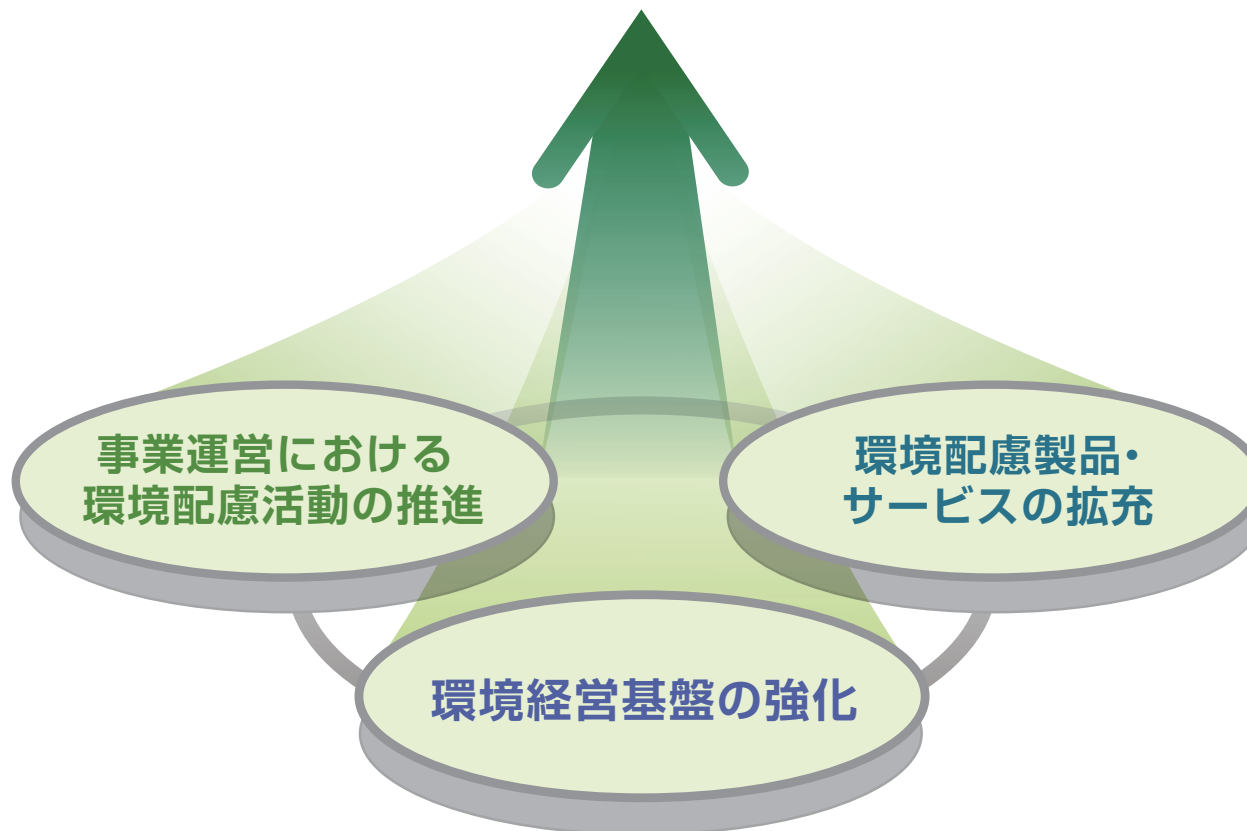 事業運営における
環境配慮活動の推進
環境配慮製品・
サービスの拡充
環境経営基盤の強化